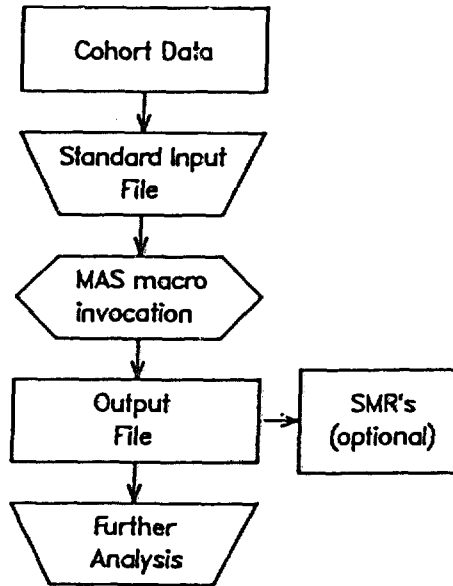 Cohort Data
Standard Input
File
MAS macro
invocation
Output
File
SMR's
(optional)
Further
Analysis